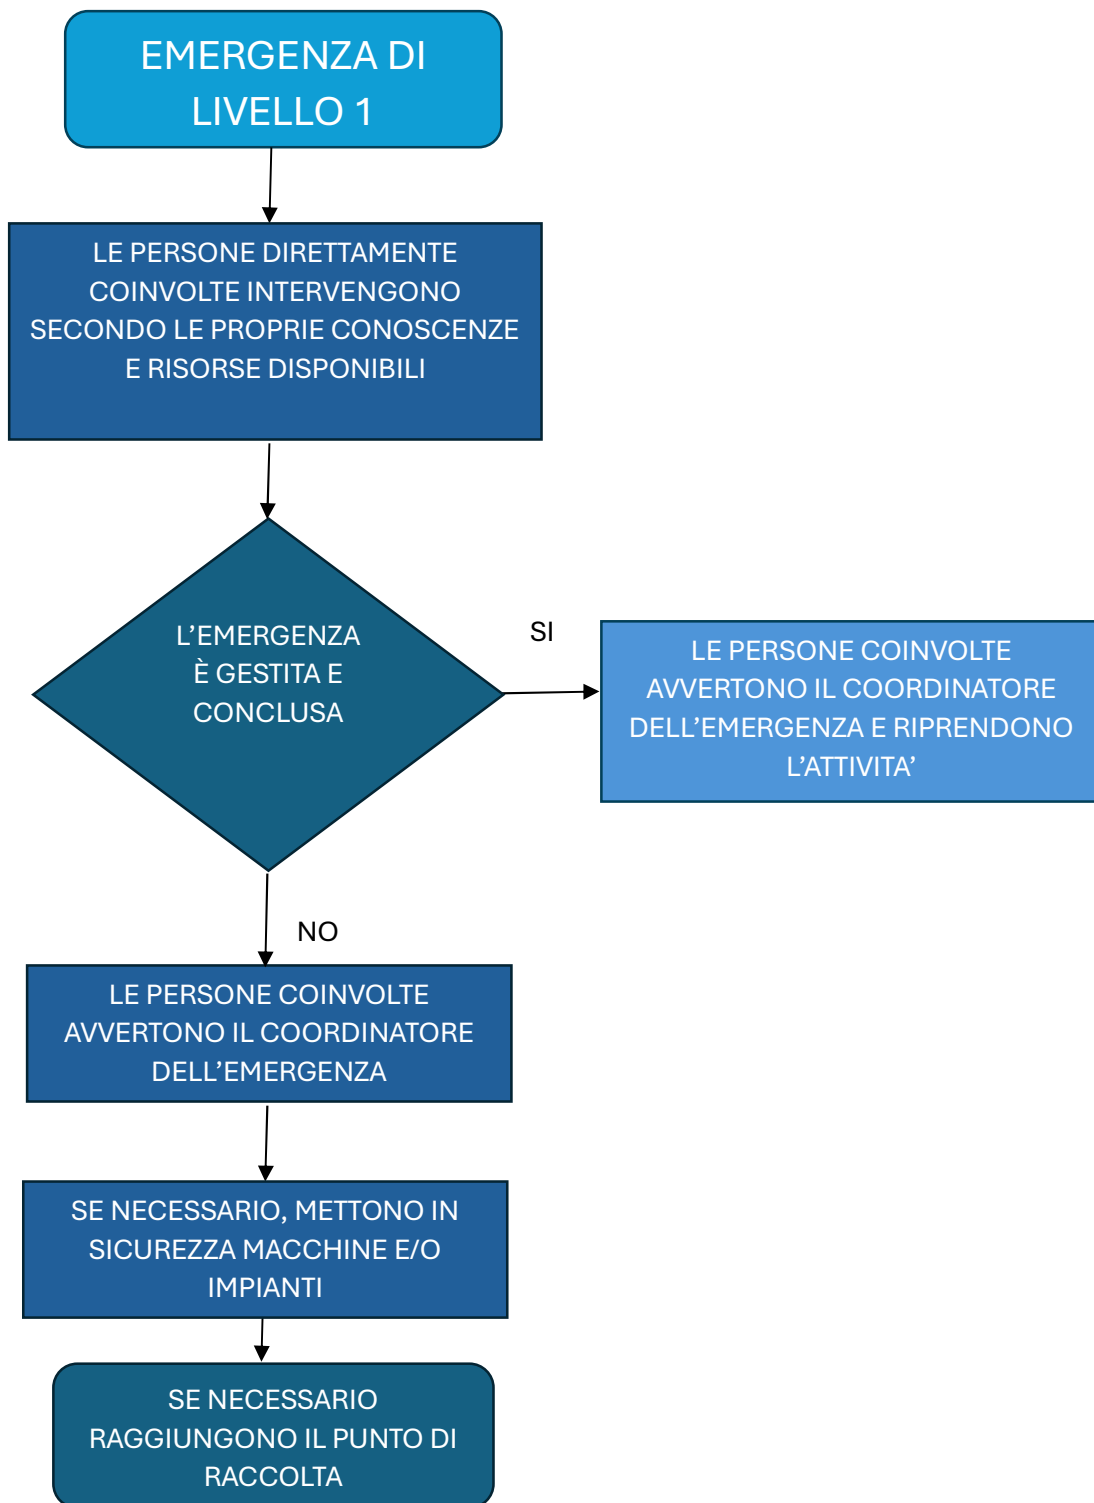 EMERGENZA DI
LIVELLO 1
LE PERSONE DIRETTAMENTE
COINVOLTE INTERVENGONO
SECONDO LE PROPRIE CONOSCENZE
E RISORSE DISPONIBILI
L’EMERGENZA
È GESTITA E
CONCLUSA
SI
LE PERSONE COINVOLTE
AVVERTONO IL COORDINATORE
DELL’EMERGENZA E RIPRENDONO
L’ATTIVITA’
NO
LE PERSONE COINVOLTE
AVVERTONO IL COORDINATORE
DELL’EMERGENZA
SE NECESSARIO, METTONO IN
SICUREZZA MACCHINE E/O
IMPIANTI
SE NECESSARIO
RAGGIUNGONO IL PUNTO DI
RACCOLTA